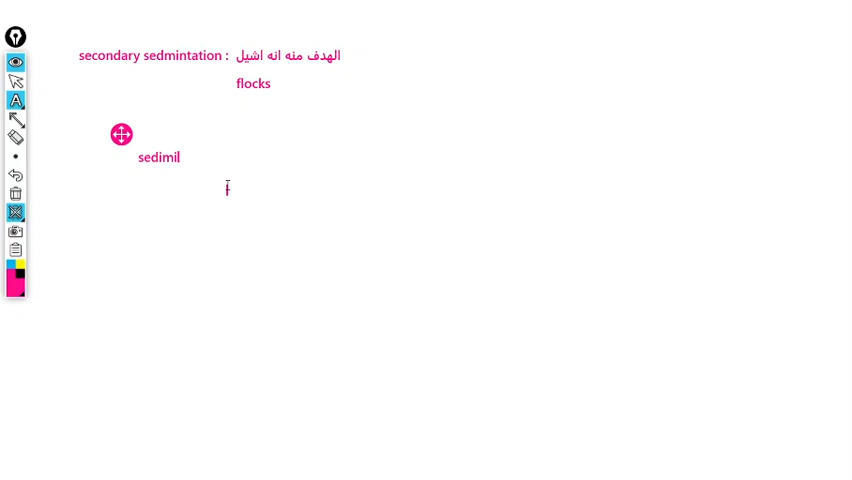 secondary sedmintation : الهدف منه انه اشيل
flocks
sedimil